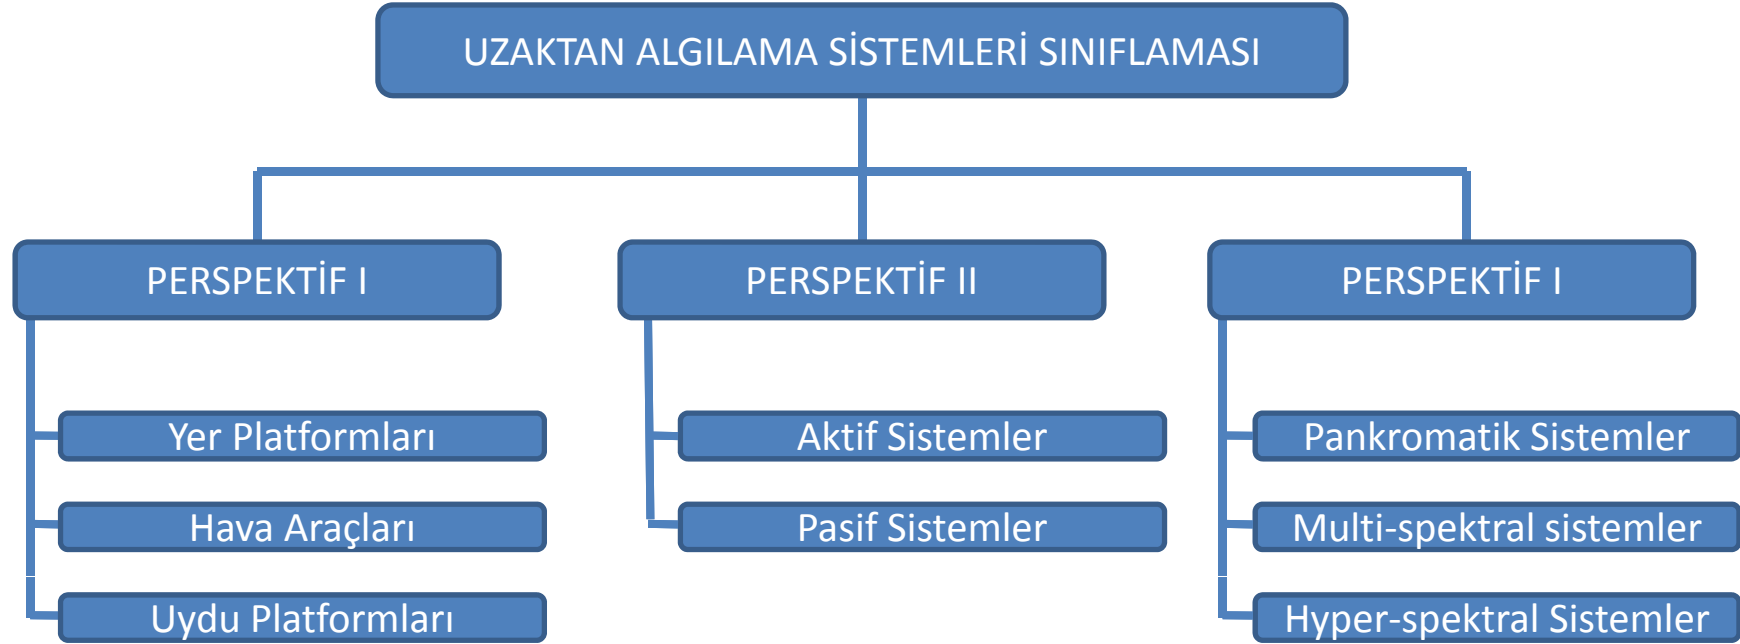 UZAKTAN ALGILAMA SİSTEMLERİ SINIFLAMASI
PERSPEKTİF I
Yer Platformları
Hava Araçları
Uydu Platformları
PERSPEKTİF II
Aktif Sistemler
Pasif Sistemler
PERSPEKTİF I
Pankromatik Sistemler
Multi-spektral sistemler
Hyper-spektral Sistemler